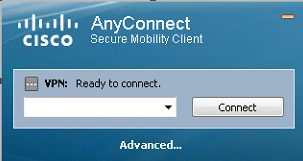 AnyConnect
CISCO
Secure Mobility Client
VPN: Ready to connect.
Connect
Advanced...